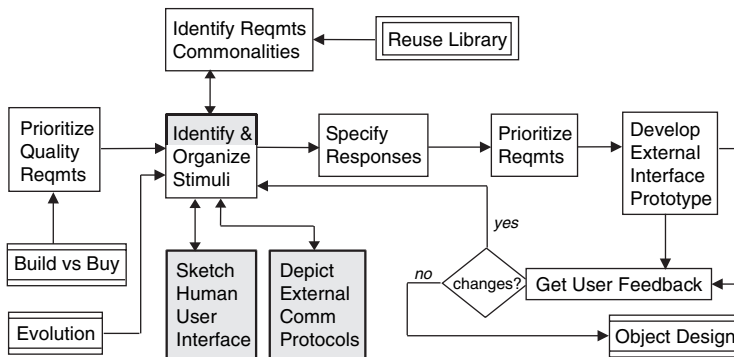 Identify Reqmts
Commonalities
Reuse Library
Prioritize
Quality
Reqmts
Identify &
Organize
Stimuli
Specify
Responses
Prioritize
Reqmts
Develop
External
Interface
Prototype
yes
Build vs Buy
Sketch
Human
User
Interface
Depict
External
Comm
Protocols
no
changes?
Get User Feedback
Evolution
Object Design